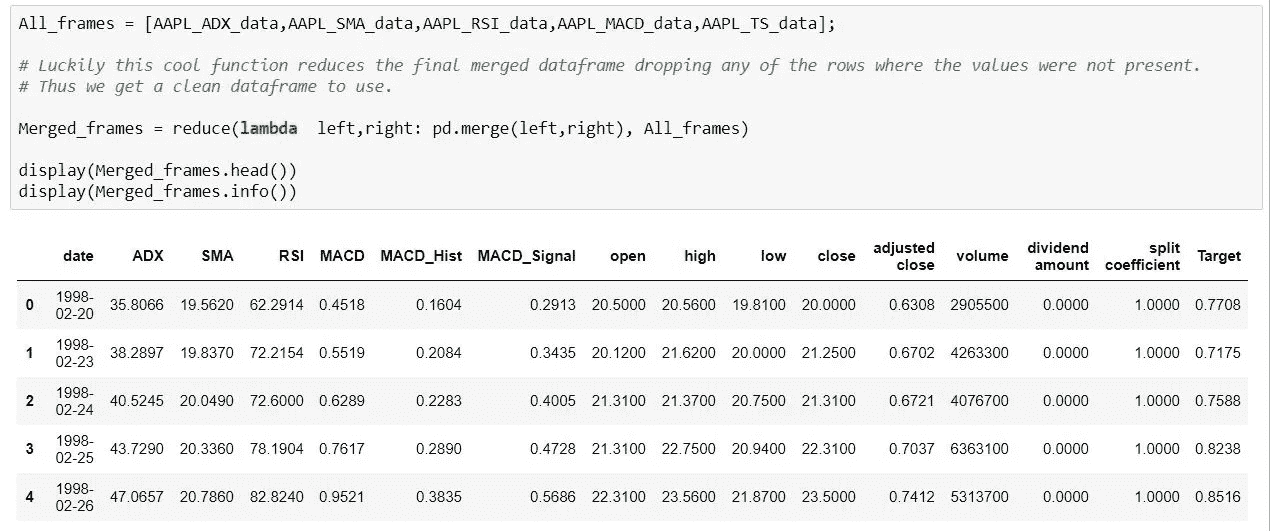 All_frames = [AAPL_ADX_data,AAPL_SMA_data,AAPL_RSI_data,AAPL_MACD_data,AAPL_TS_data];
# Luckily this cool function reduces the final merged dataframe dropping any of the rows where the values were not present.
# Thus we get a clean dataframe to use.
Merged_frames = reduce(lambda  left,right: pd.merge(left,right), All_frames)
display(Merged_frames.head())
display(Merged_frames.info())
date ADX SMA RSI MACD MACD_Hist MACD_Signal open high low close adjusted close volume dividend amount split coefficient Target
0 1998-02-20 35.8066 19.5620 62.2914 0.4518 0.1604 0.2913 20.5000 20.5600 19.8100 20.0000 0.6308 2905500 0.0000 1.0000 0.7708
1 1998-02-23 38.2897 19.8370 72.2154 0.5519 0.2084 0.3435 20.1200 21.6200 20.0000 21.2500 0.6702 4263300 0.0000 1.0000 0.7175
2 1998-02-24 40.5245 20.0490 72.6000 0.6289 0.2283 0.4005 21.3100 21.3700 20.7500 21.3100 0.6721 4076700 0.0000 1.0000 0.7588
3 1998-02-25 43.7290 20.3360 78.1904 0.7617 0.2890 0.4728 21.3100 22.7500 20.9400 22.3100 0.7037 6363100 0.0000 1.0000 0.8238
4 1998-02-26 47.0657 20.7860 82.8240 0.9521 0.3835 0.5686 22.3100 23.5600 21.8700 23.5000 0.7412 5313700 0.0000 1.0000 0.8516